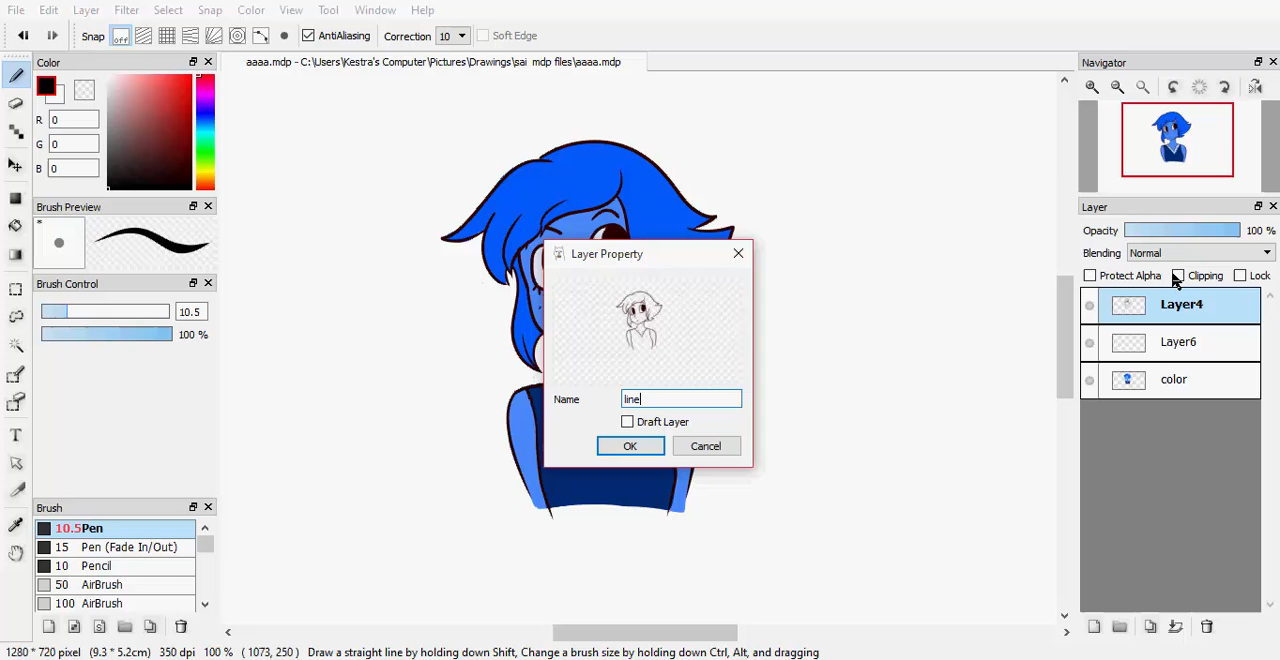 File Edit Layer Filter Select Snap Color View Tool Window Help
Snap off AntiAliasing Correction 10 Soft Edge
Color
aaaa.mdp - C:\Users\Kestra's Computer\Pictures\Drawings\sai mdp files\aaaa.mdp
Navigator
R 0
G 0
B 0
Brush Preview
*
Layer
Opacity 100 %
Blending Normal
Protect Alpha Clipping Lock
Brush Control
10.5
100 %
Layer4
Layer6
color
Layer Property
Name line
Draft Layer
OK Cancel
Brush
10.5 Pen
15 Pen (Fade In/Out)
10 Pencil
50 AirBrush
100 AirBrush
1280 * 720 pixel (9.3 * 5.2cm) 350 dpi 100 % ( 1073, 250 ) Draw a straight line by holding down Shift, Change a brush size by holding down Ctrl, Alt, and dragging